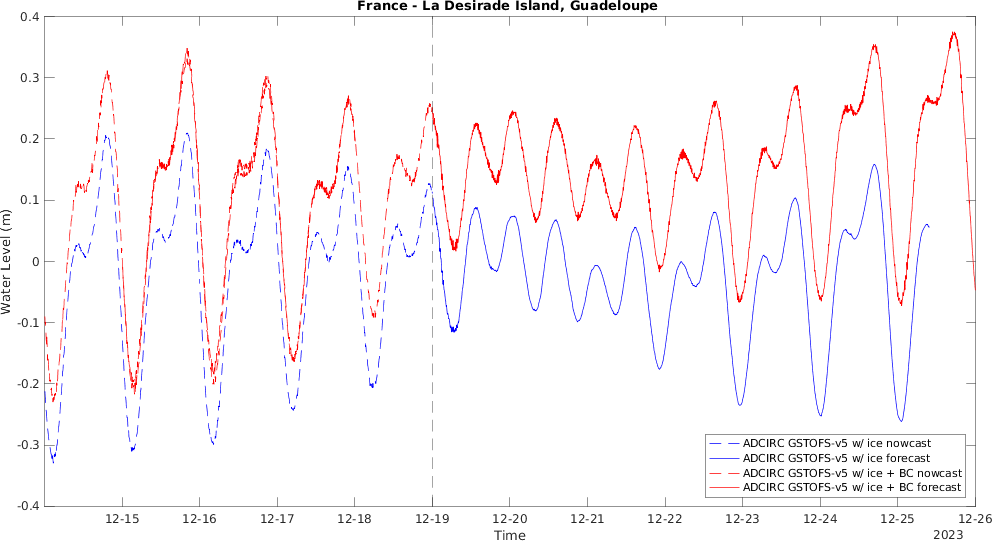 France - La Desirade Island, Guadeloupe
Water Level (m)
0.4
0.3
0.2
0.1
0
-0.1
-0.2
-0.3
-0.4
ADCIRC GSTOFS-v5 w/ ice nowcast
ADCIRC GSTOFS-v5 w/ ice forecast
ADCIRC GSTOFS-v5 w/ ice + BC nowcast
ADCIRC GSTOFS-v5 w/ ice + BC forecast
12-15 12-16 12-17 12-18 12-19 12-20 12-21 12-22 12-23 12-24 12-25 12-26
Time
2023